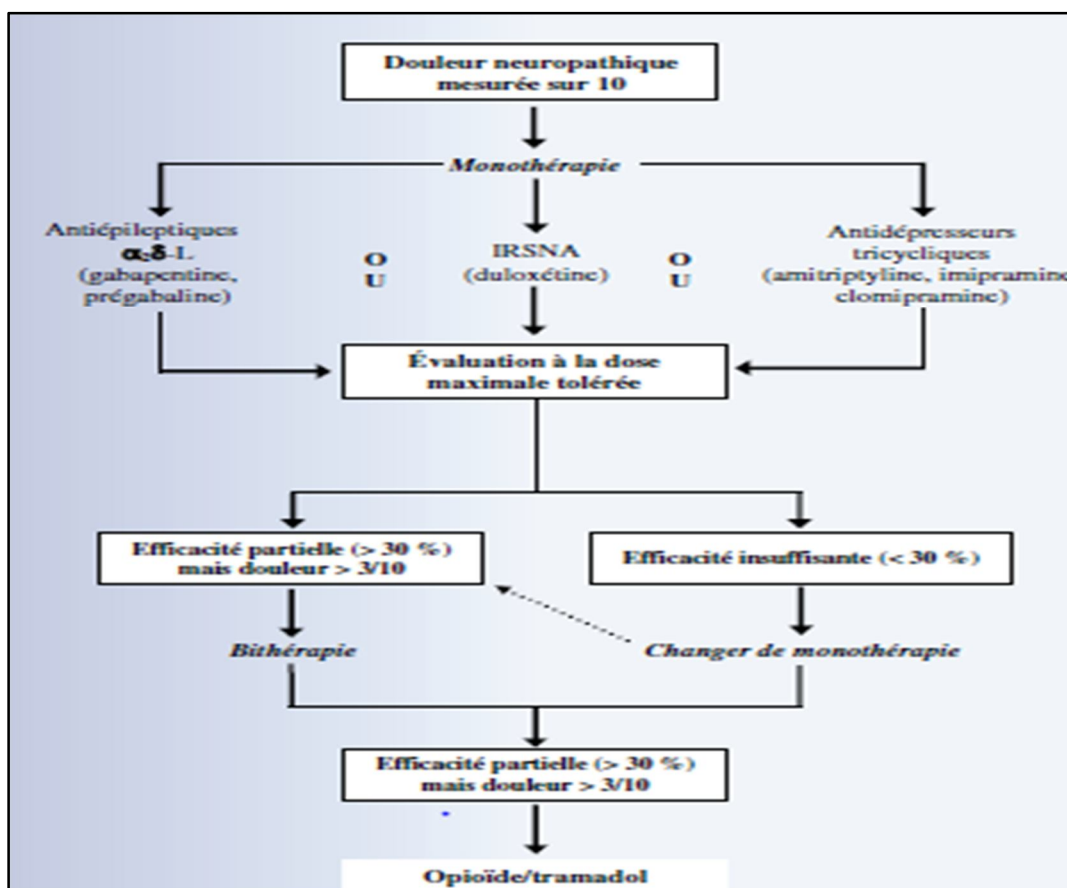 Douleur neuropathique
mesurée sur 10
Monothérapie
Antiépileptiques
α₂δ-L
(gabapentine,
prégabaline)
O
U
IRSNA
(duloxétine)
O
U
Antidépresseurs
tricycliques
(amitriptyline, imipramine
clomipramine)
Évaluation à la dose
maximale tolérée
Efficacité partielle (> 30 %)
mais douleur > 3/10
Efficacité insuffisante (< 30 %)
Bithérapie
Changer de monothérapie
Efficacité partielle (> 30 %)
mais douleur > 3/10
Opioïde/tramadol